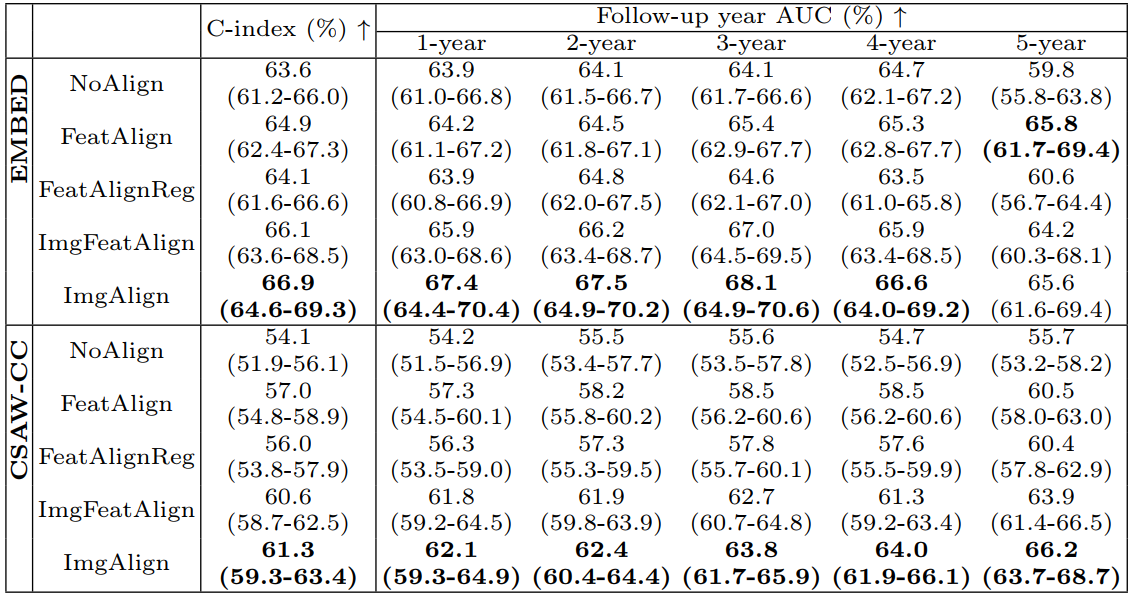 C-index (%) ↑ Follow-up year AUC (%) ↑
1-year 2-year 3-year 4-year 5-year
EMBED
NoAlign 63.6 63.9 64.1 64.1 64.7 59.8
(61.2-66.0) (61.0-66.8) (61.5-66.7) (61.7-66.6) (62.1-67.2) (55.8-63.8)
FeatAlign 64.9 64.2 64.5 65.4 65.3 65.8
(62.4-67.3) (61.1-67.2) (61.8-67.1) (62.9-67.7) (62.8-67.7) (61.7-69.4)
FeatAlignReg 64.1 63.9 64.8 64.6 63.5 60.6
(61.6-66.6) (60.8-66.9) (62.0-67.5) (62.1-67.0) (61.0-65.8) (56.7-64.4)
ImgFeatAlign 66.1 65.9 66.2 67.0 65.9 64.2
(63.6-68.5) (63.0-68.6) (63.4-68.7) (64.5-69.5) (63.4-68.5) (60.3-68.1)
ImgAlign 66.9 67.4 67.5 68.1 66.6 65.6
(64.6-69.3) (64.4-70.4) (64.9-70.2) (64.9-70.6) (64.0-69.2) (61.6-69.4)
CSAW-CC
NoAlign 54.1 54.2 55.5 55.6 54.7 55.7
(51.9-56.1) (51.5-56.9) (53.4-57.7) (53.5-57.8) (52.5-56.9) (53.2-58.2)
FeatAlign 57.0 57.3 58.2 58.5 58.5 60.5
(54.8-58.9) (54.5-60.1) (55.8-60.2) (56.2-60.6) (56.2-60.6) (58.0-63.0)
FeatAlignReg 56.0 56.3 57.3 57.8 57.6 60.4
(53.8-57.9) (53.5-59.0) (55.3-59.5) (55.7-60.1) (55.5-59.9) (57.8-62.9)
ImgFeatAlign 60.6 61.8 61.9 62.7 61.3 63.9
(58.7-62.5) (59.2-64.5) (59.8-63.9) (60.7-64.8) (59.2-63.4) (61.4-66.5)
ImgAlign 61.3 62.1 62.4 63.8 64.0 66.2
(59.3-63.4) (59.3-64.9) (60.4-64.4) (61.7-65.9) (61.9-66.1) (63.7-68.7)